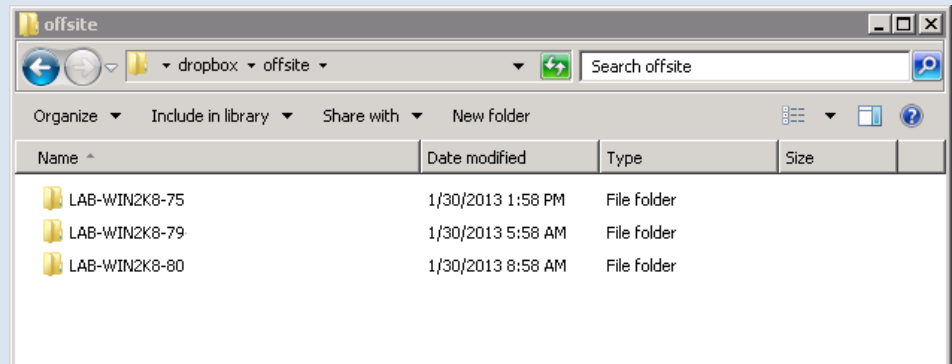 offsite
dropbox offsite Search offsite
Organize Include in library Share with New folder
Name Date modified Type Size
LAB-WIN2K8-75 1/30/2013 1:58 PM File folder
LAB-WIN2K8-79 1/30/2013 5:58 AM File folder
LAB-WIN2K8-80 1/30/2013 8:58 AM File folder